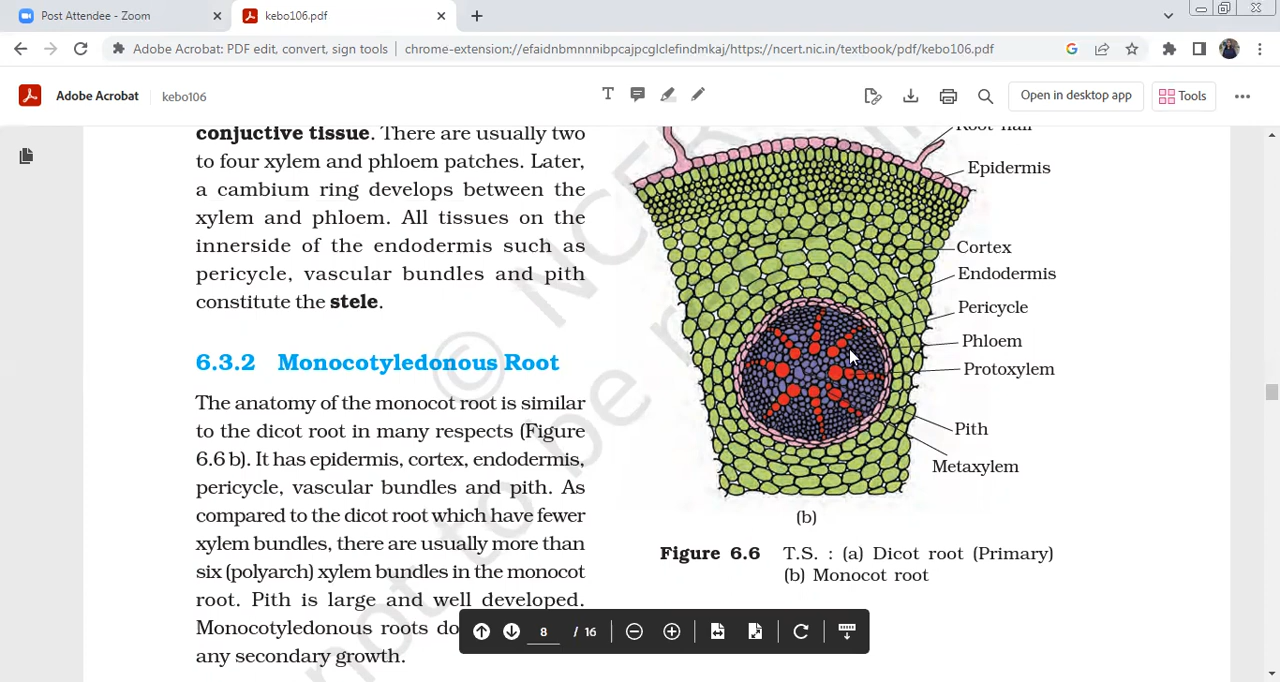 Post Attendee - Zoom
kebo106.pdf
Adobe Acrobat: PDF edit, convert, sign tools
chrome-extension://efaidnbmnnnibpcajpcglclefindmkaj/https://ncert.nic.in/textbook/pdf/kebo106.pdf
Adobe Acrobat
kebo106
Open in desktop app
Tools
conjuctive tissue. There are usually two
to four xylem and phloem patches. Later,
a cambium ring develops between the
xylem and phloem. All tissues on the
innerside of the endodermis such as
pericycle, vascular bundles and pith
constitute the stele.
6.3.2 Monocotyledonous Root
The anatomy of the monocot root is similar
to the dicot root in many respects (Figure
6.6 b). It has epidermis, cortex, endodermis,
pericycle, vascular bundles and pith. As
compared to the dicot root which have fewer
xylem bundles, there are usually more than
six (polyarch) xylem bundles in the monocot
root. Pith is large and well developed.
Monocotyledonous roots do
any secondary growth.
Root hair
Epidermis
Cortex
Endodermis
Pericycle
Phloem
Protoxylem
Pith
Metaxylem
(b)
Figure 6.6 T.S. : (a) Dicot root (Primary)
(b) Monocot root
8 / 16
© NCER
not to be r